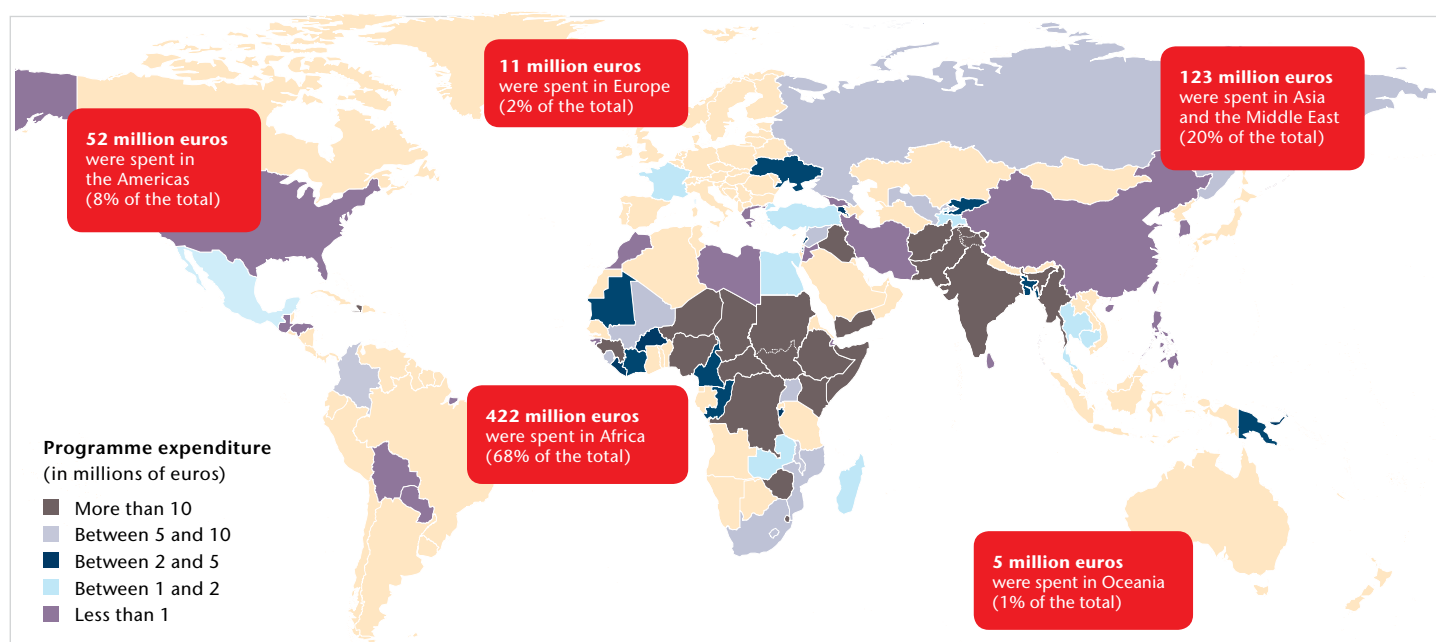 11 million euros
were spent in Europe
(2% of the total)
123 million euros
were spent in Asia
and the Middle East
(20% of the total)
52 million euros
were spent in
the Americas
(8% of the total)
422 million euros
were spent in Africa
(68% of the total)
Programme expenditure
(in millions of euros)
More than 10
Between 5 and 10
Between 2 and 5
Between 1 and 2
Less than 1
5 million euros
were spent in Oceania
(1% of the total)